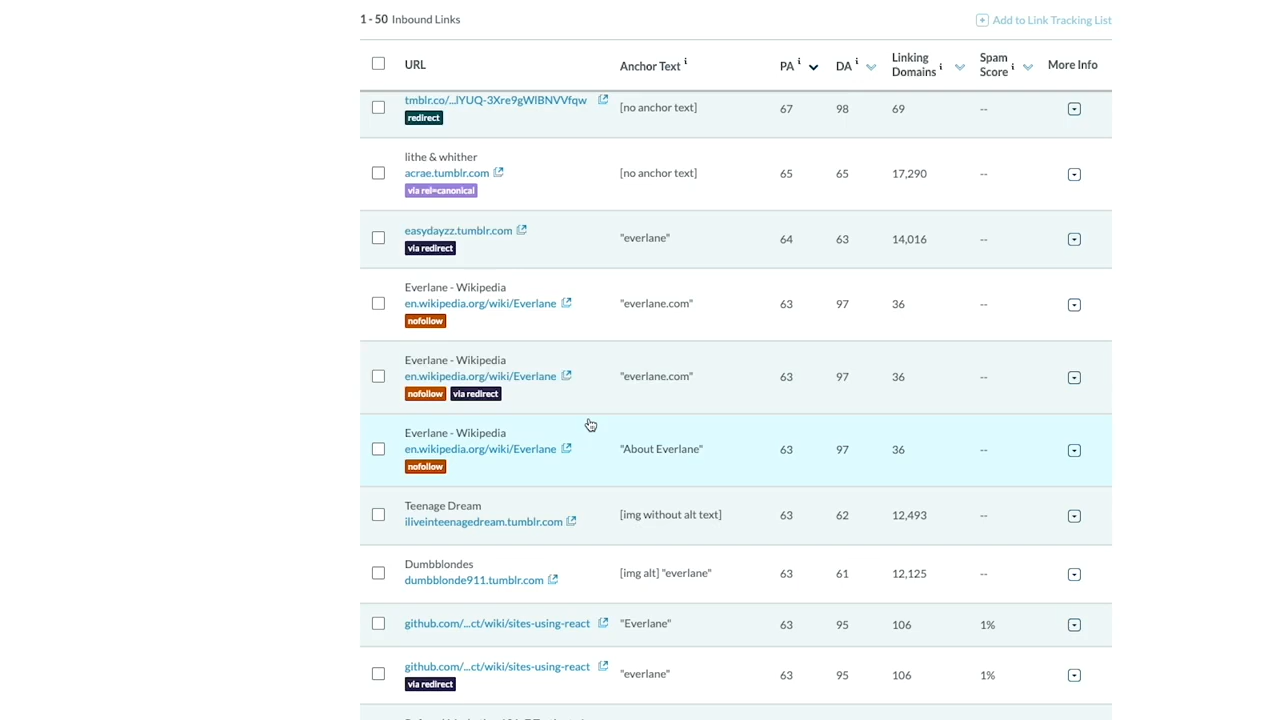 1 - 50 Inbound Links
Add to Link Tracking List
URL
Anchor Text i
PA i
DA i
Linking Domains i
Spam Score i
More Info
tmblr.co/...lYUQ-3Xre9gWlBNVVfqw
redirect
[no anchor text]
67
98
69
--
lithe & whither
acrae.tumblr.com
via rel=canonical
[no anchor text]
65
65
17,290
--
easydayzz.tumblr.com
via redirect
"everlane"
64
63
14,016
--
Everlane - Wikipedia
en.wikipedia.org/wiki/Everlane
nofollow
"everlane.com"
63
97
36
--
Everlane - Wikipedia
en.wikipedia.org/wiki/Everlane
nofollow via redirect
"everlane.com"
63
97
36
--
Everlane - Wikipedia
en.wikipedia.org/wiki/Everlane
nofollow
"About Everlane"
63
97
36
--
Teenage Dream
iliveinteenagedream.tumblr.com
[img without alt text]
63
62
12,493
--
Dumbblondes
dumbblonde911.tumblr.com
[img alt] "everlane"
63
61
12,125
--
github.com/...ct/wiki/sites-using-react
"Everlane"
63
95
106
1%
github.com/...ct/wiki/sites-using-react
via redirect
"everlane"
63
95
106
1%